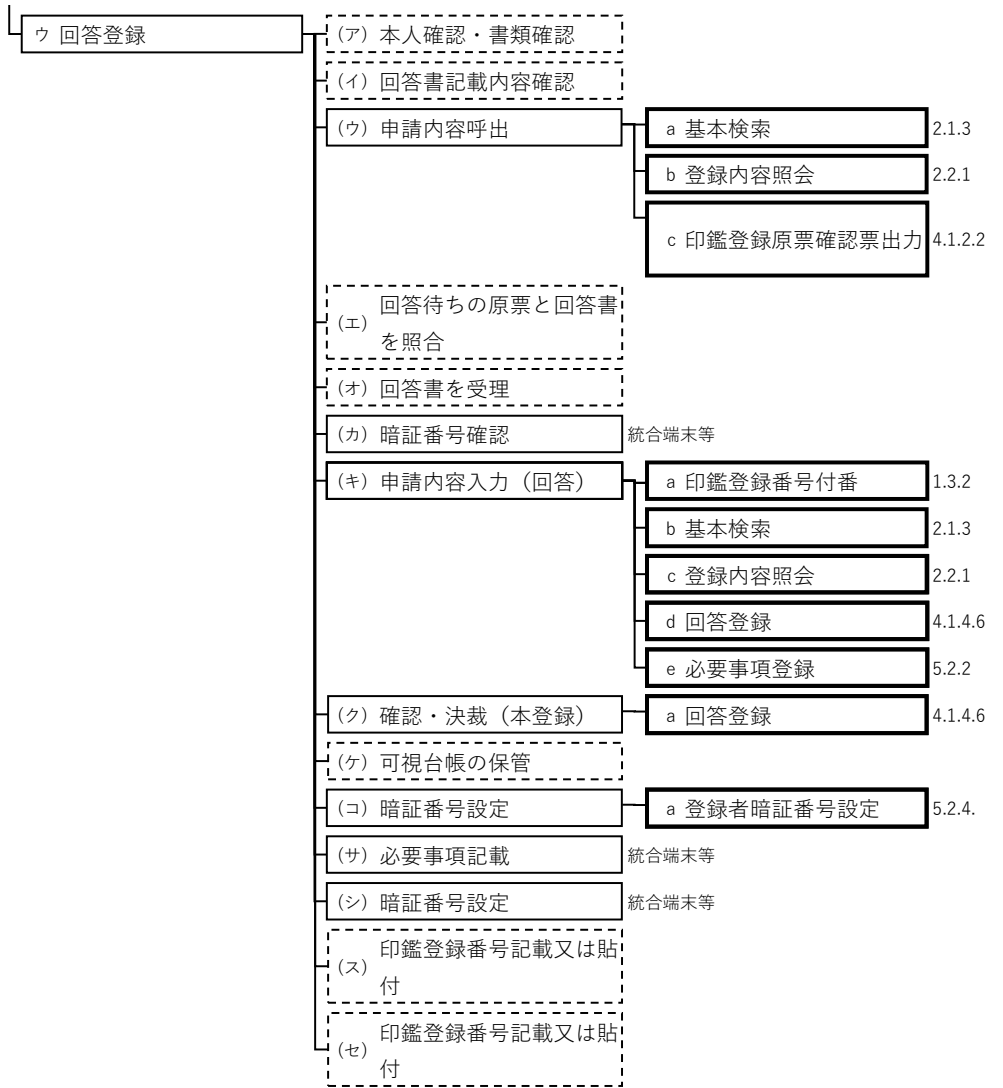 ウ 回答登録
(ア) 本人確認・書類確認
(イ) 回答書記載内容確認
(ウ) 申請内容呼出
a 基本検索 2.1.3
b 登録内容照会 2.2.1
c 印鑑登録原票確認票出力 4.1.2.2
(エ) 回答待ちの原票と回答書
を照合
(オ) 回答書を受理
(カ) 暗証番号確認 統合端末等
(キ) 申請内容入力（回答）
a 印鑑登録番号付番 1.3.2
b 基本検索 2.1.3
c 登録内容照会 2.2.1
d 回答登録 4.1.4.6
e 必要事項登録 5.2.2
(ク) 確認・決裁（本登録）
a 回答登録 4.1.4.6
(ケ) 可視台帳の保管
(コ) 暗証番号設定
a 登録者暗証番号設定 5.2.4.
(サ) 必要事項記載 統合端末等
(シ) 暗証番号設定 統合端末等
(ス) 印鑑登録番号記載又は貼
付
(セ) 印鑑登録番号記載又は貼
付